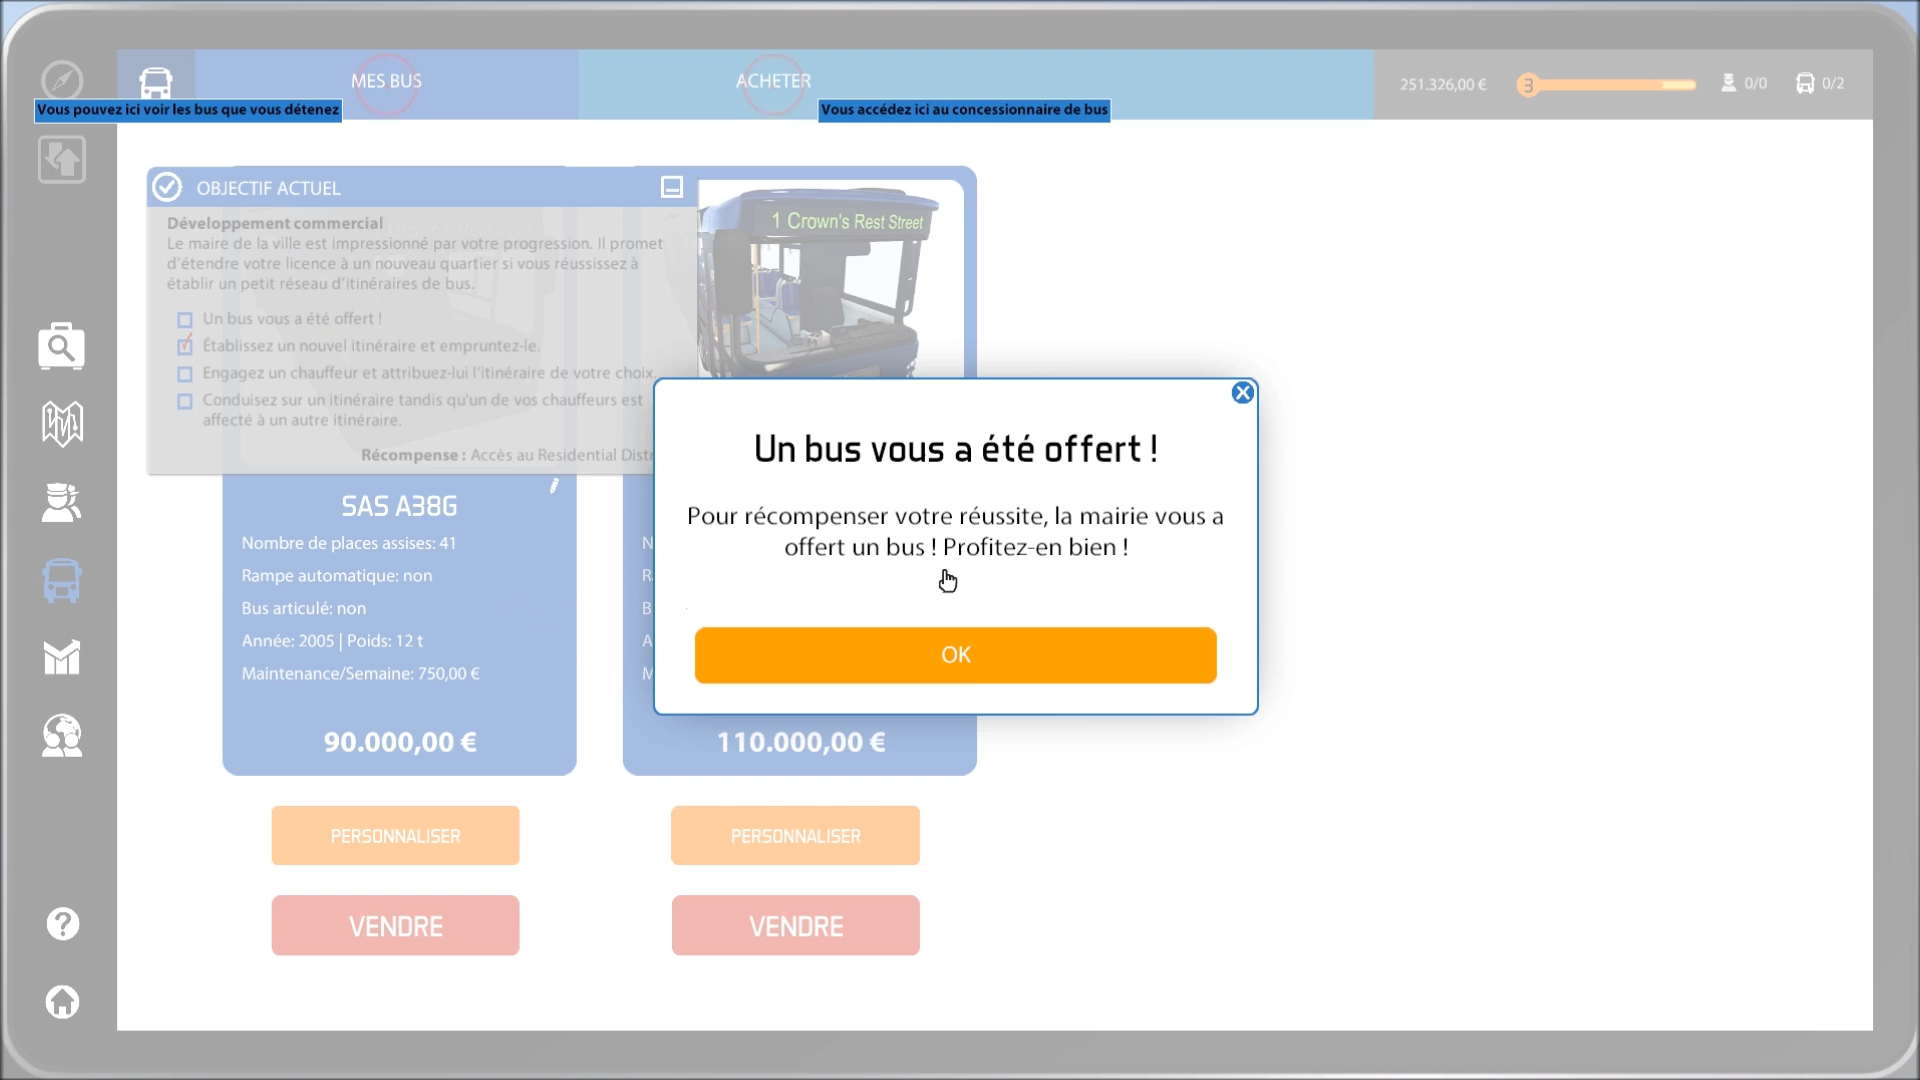 MES BUS
ACHETER
251.326,00 €
3
0/0
0/2
Vous pouvez ici voir les bus que vous détenez
Vous accédez ici au concessionnaire de bus
OBJECTIF ACTUEL
Développement commercial
Le maire de la ville est impressionné par votre progression. Il promet
d'étendre votre licence à un nouveau quartier si vous réussissez à
établir un petit réseau d'itinéraires de bus.
Un bus vous a été offert !
Établissez un nouvel itinéraire et empruntez-le.
Engagez un chauffeur et attribuez-lui l'itinéraire de votre choix.
Conduisez sur un itinéraire tandis qu'un de vos chauffeurs est
affecté à un autre itinéraire.
Récompense : Accès au Residential Distr
1 Crown's Rest Street
Un bus vous a été offert !
Pour récompenser votre réussite, la mairie vous a
offert un bus ! Profitez-en bien !
OK
SAS A38G
Nombre de places assises: 41
Rampe automatique: non
Bus articulé: non
Année: 2005 | Poids: 12 t
Maintenance/Semaine: 750,00 €
90.000,00 €
110.000,00 €
PERSONNALISER
PERSONNALISER
VENDRE
VENDRE